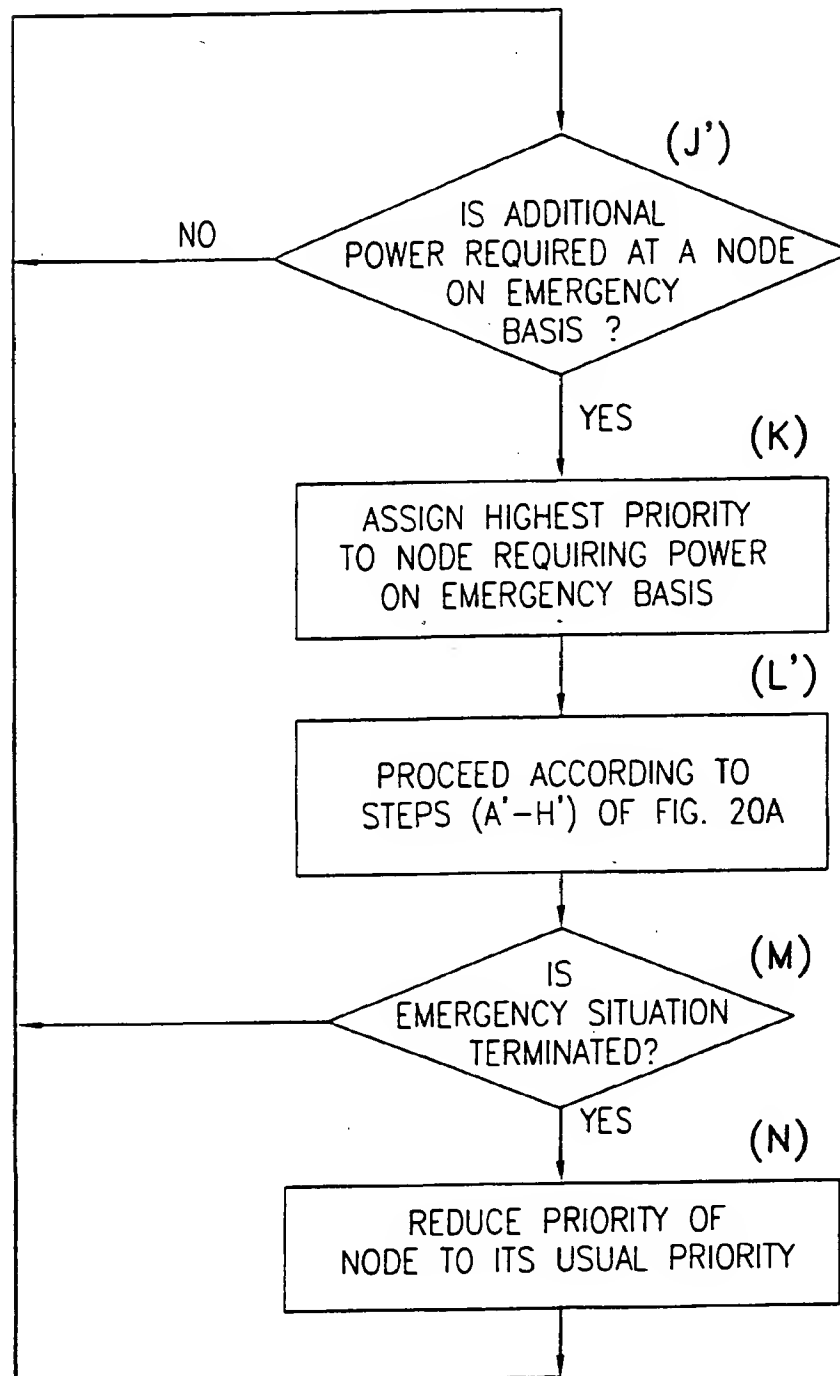 (J')
IS ADDITIONAL
POWER REQUIRED AT A NODE
ON EMERGENCY
BASIS ?
NO
YES
(K)
ASSIGN HIGHEST PRIORITY
TO NODE REQUIRING POWER
ON EMERGENCY BASIS
(L')
PROCEED ACCORDING TO
STEPS (A'-H') OF FIG. 20A
(M)
IS
EMERGENCY SITUATION
TERMINATED?
YES
(N)
REDUCE PRIORITY OF
NODE TO ITS USUAL PRIORITY